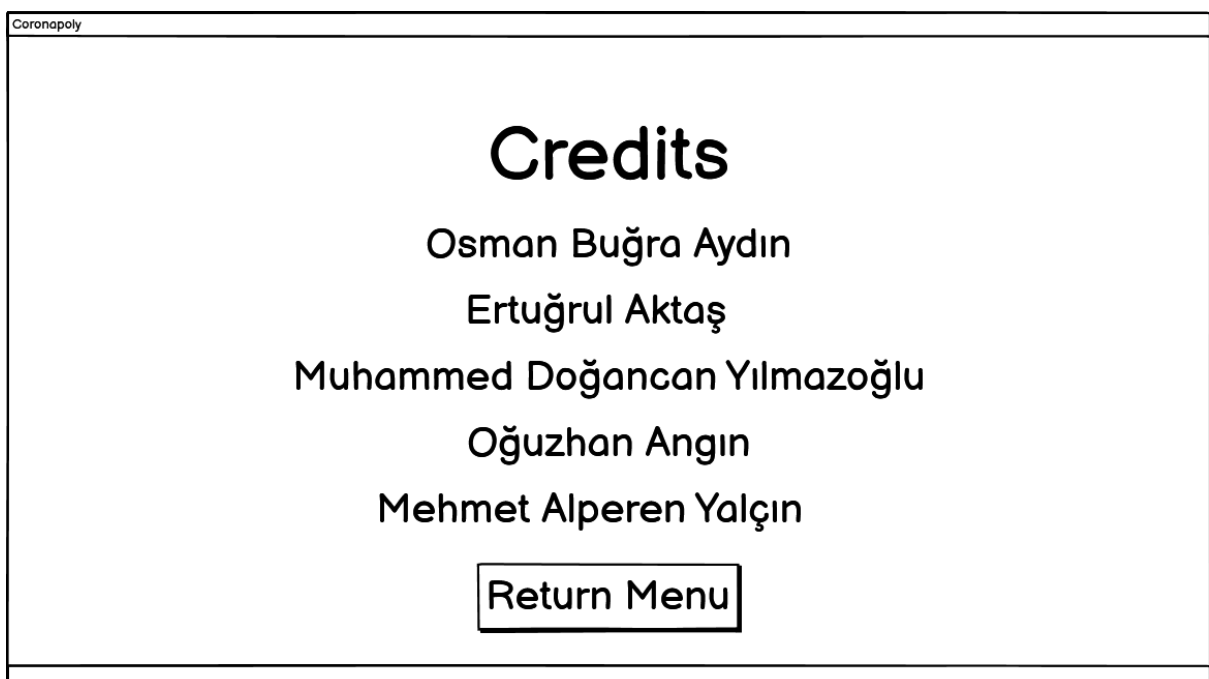 Coronapoly
Credits
Osman Buğra Aydın
Ertuğrul Aktaş
Muhammed Doğancan Yılmazoğlu
Oğuzhan Angın
Mehmet Alperen Yalçın
Return Menu